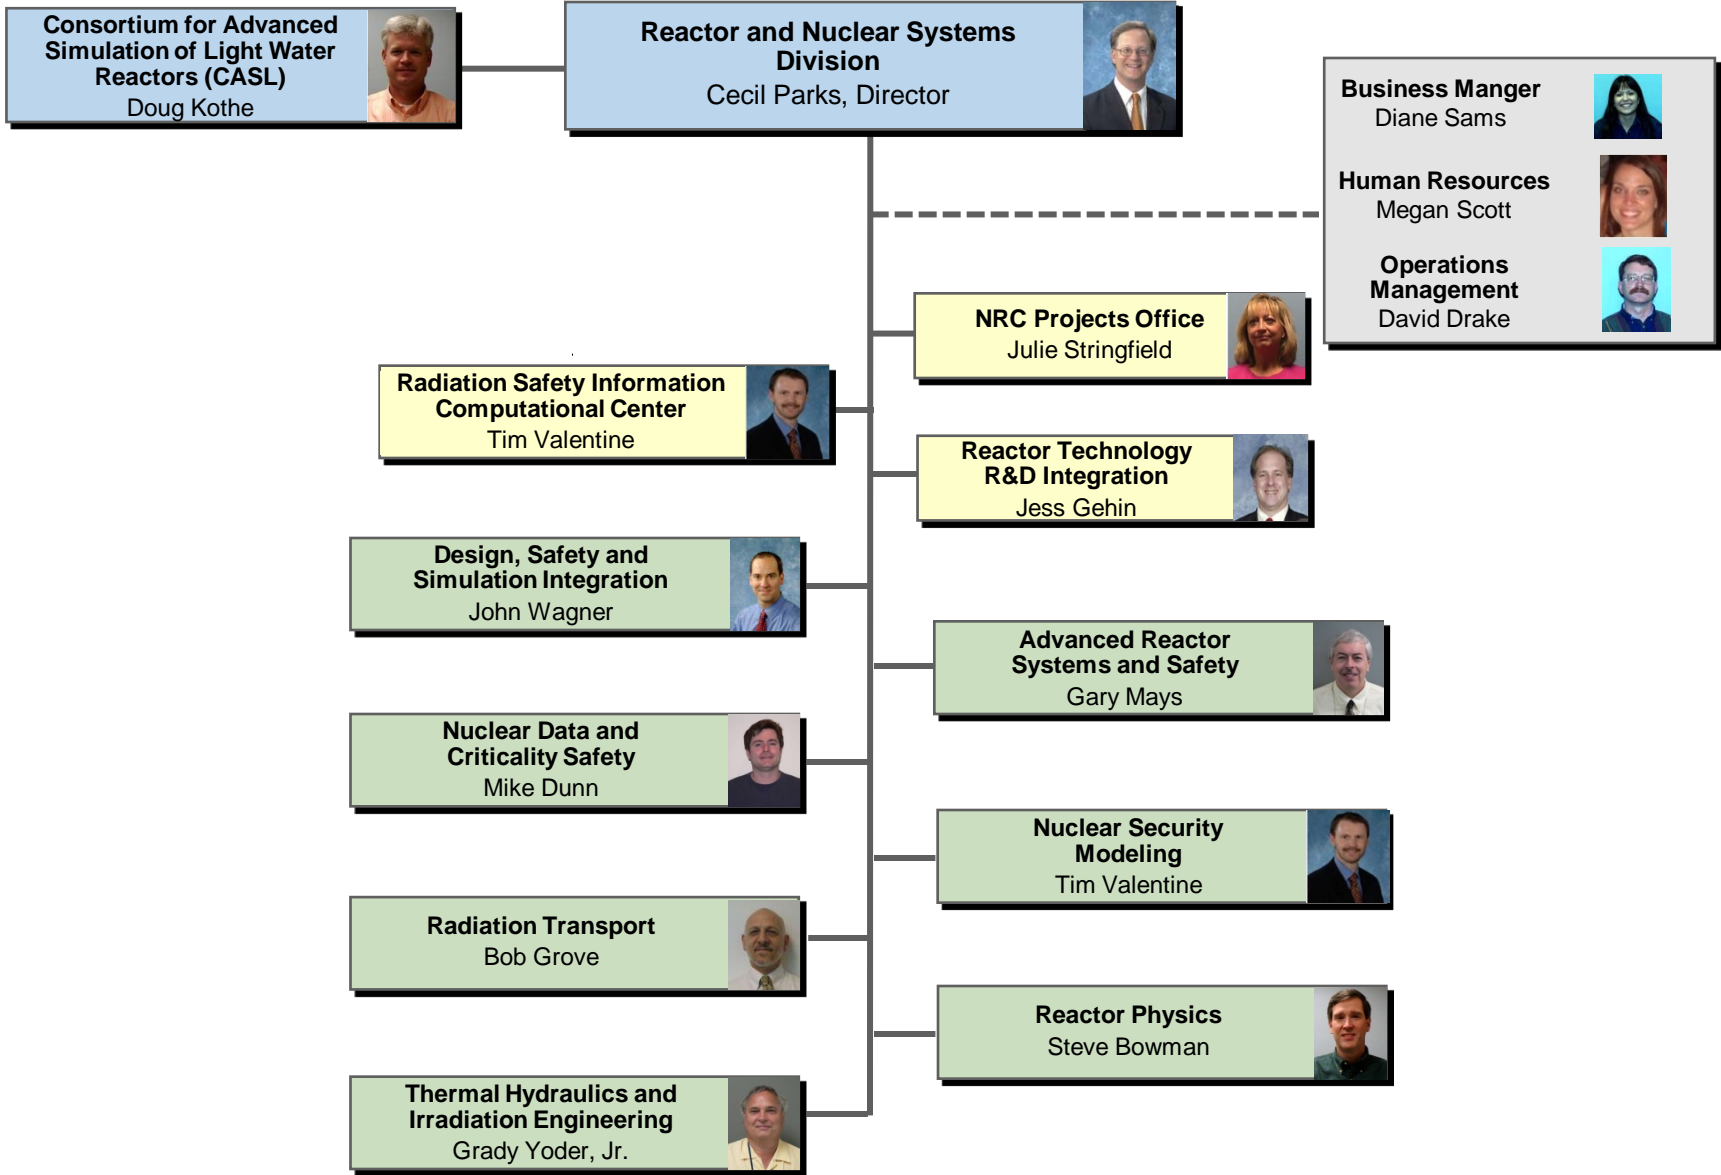 Consortium for Advanced
Simulation of Light Water
Reactors (CASL)
Doug Kothe
Reactor and Nuclear Systems
Division
Cecil Parks, Director
Business Manger
Diane Sams
Human Resources
Megan Scott
Operations
Management
David Drake
NRC Projects Office
Julie Stringfield
Radiation Safety Information
Computational Center
Tim Valentine
Reactor Technology
R&D Integration
Jess Gehin
Design, Safety and
Simulation Integration
John Wagner
Advanced Reactor
Systems and Safety
Gary Mays
Nuclear Data and
Criticality Safety
Mike Dunn
Nuclear Security
Modeling
Tim Valentine
Radiation Transport
Bob Grove
Reactor Physics
Steve Bowman
Thermal Hydraulics and
Irradiation Engineering
Grady Yoder, Jr.